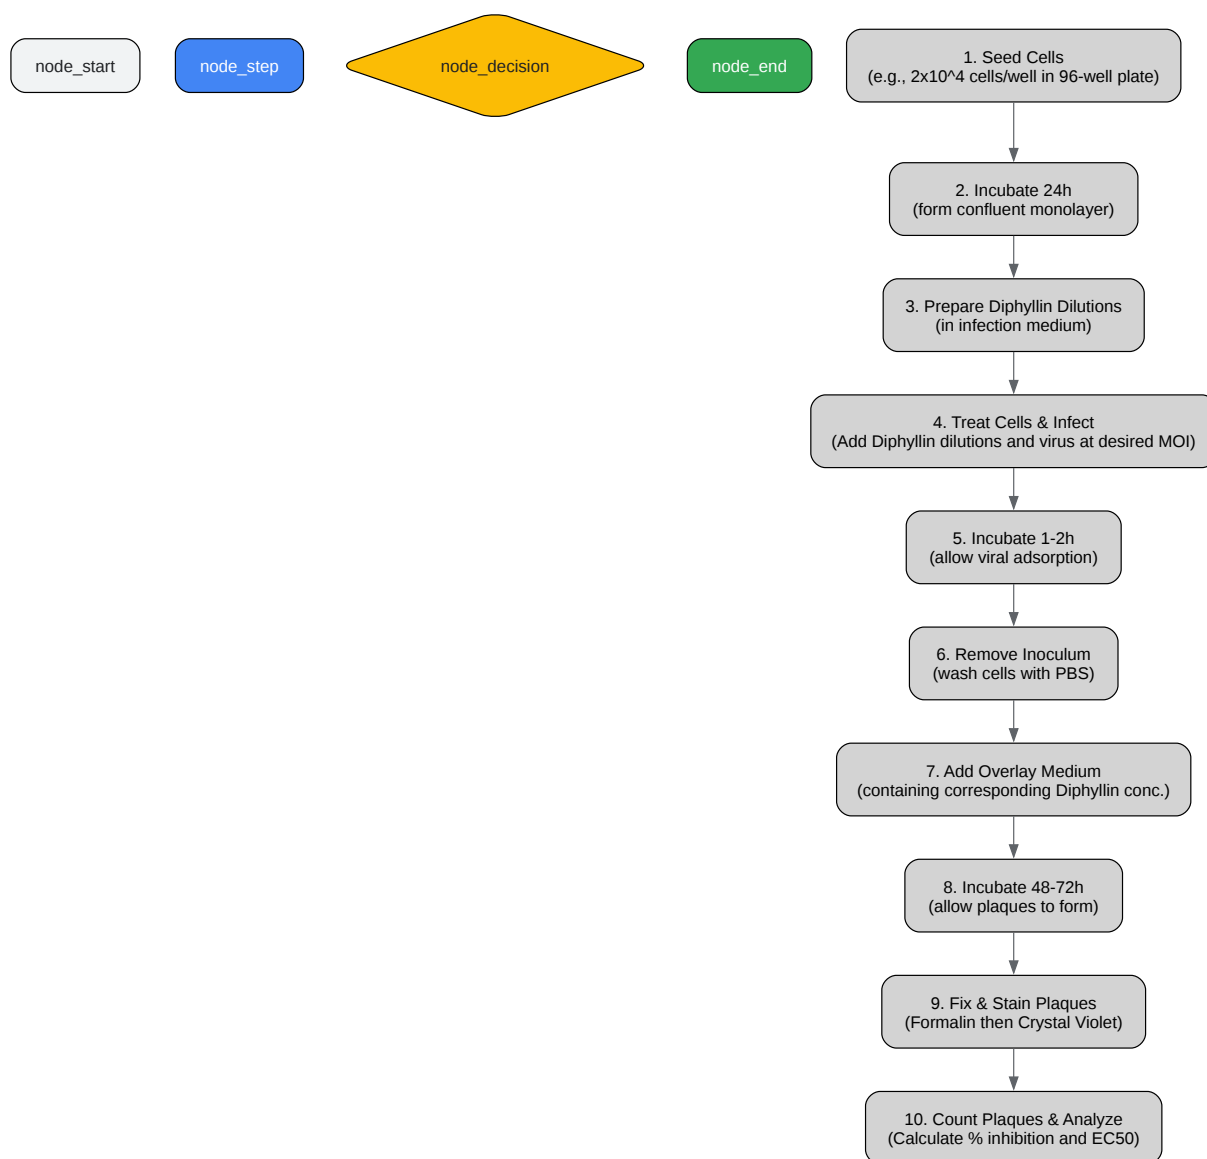 node_start
node_step
node_decision
node_end
1. Seed Cells
(e.g., 2x10^4 cells/well in 96-well plate)
2. Incubate 24h
(form confluent monolayer)
3. Prepare Diphyllin Dilutions
(in infection medium)
4. Treat Cells & Infect
(Add Diphyllin dilutions and virus at desired MOI)
5. Incubate 1-2h
(allow viral adsorption)
6. Remove Inoculum
(wash cells with PBS)
7. Add Overlay Medium
(containing corresponding Diphyllin conc.)
8. Incubate 48-72h
(allow plaques to form)
9. Fix & Stain Plaques
(Formalin then Crystal Violet)
10. Count Plaques & Analyze
(Calculate % inhibition and EC50)